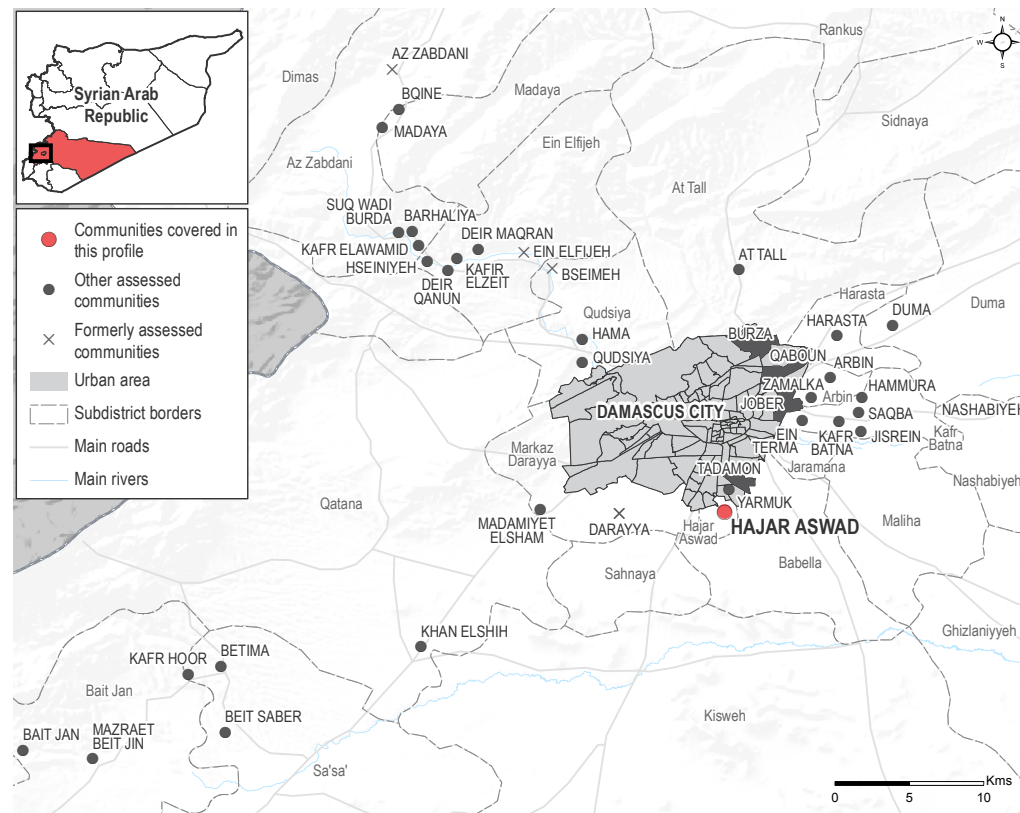 Syrian Arab
Republic
Communities covered in
this profile
Other assessed
communities
Formerly assessed
communities
Urban area
Subdistrict borders
Main roads
Main rivers
N
W
S
Rankus
AZ ZABDANI
Dimas
BQINE
Madaya
MADAYA
Sidnaya
Ein Elfijeh
Az Zabdani
At Tall
SUQ WADI
BURDA
BARHALIYA
DEIR MAQRAN
KAFR ELAWAMID
EIN ELFIJEH
HSEINIYEH
KAFIR
ELZEIT
BSEIMEH
DEIR
QANUN
AT TALL
Harasta
Duma
DUMA
Qudsiya
HARASTA
HAMA
BURZA
QUDSIYA
QABOUN
ARBIN
ZAMALKA
HAMMURA
Arbin
JOBER
DAMASCUS CITY
SAQBA
NASHABIYEH
EIN
TERMA
KAFR
BATNA
JISREIN
Kafr
Batna
Markaz
Darayya
TADAMON
Jaramana
Nashabiyeh
Qatana
YARMUK
MADAMIYET
ELSHAM
DARAYYA
Hajar
Aswad
HAJAR ASWAD
Maliha
Sahnaya
Babella
KHAN ELSHIH
Ghizlaniyyeh
KAFR HOOR
BETIMA
Bait Jan
BEIT SABER
Kisweh
BAIT JAN
MAZRAET
BEIT JIN
Sa'sa'
Kms
0
5
10